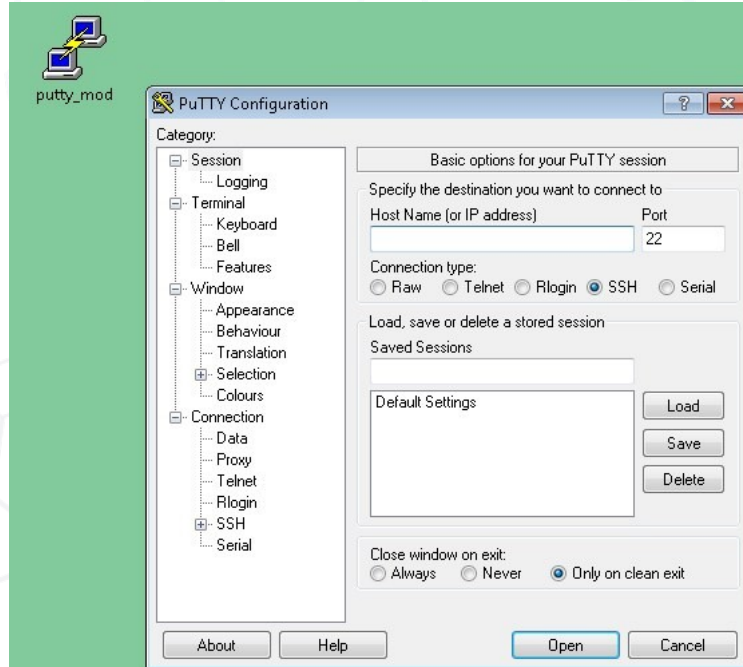 putty_mod
PuTTY Configuration
Category:
Session
Logging
Terminal
Keyboard
Bell
Features
Window
Appearance
Behaviour
Translation
Selection
Colours
Connection
Data
Proxy
Telnet
Rlogin
SSH
Serial
Basic options for your PuTTY session
Specify the destination you want to connect to
Host Name (or IP address) Port
22
Connection type:
Raw Telnet Rlogin SSH Serial
Load, save or delete a stored session
Saved Sessions
Default Settings
Load
Save
Delete
Close window on exit:
Always Never Only on clean exit
About Help Open Cancel